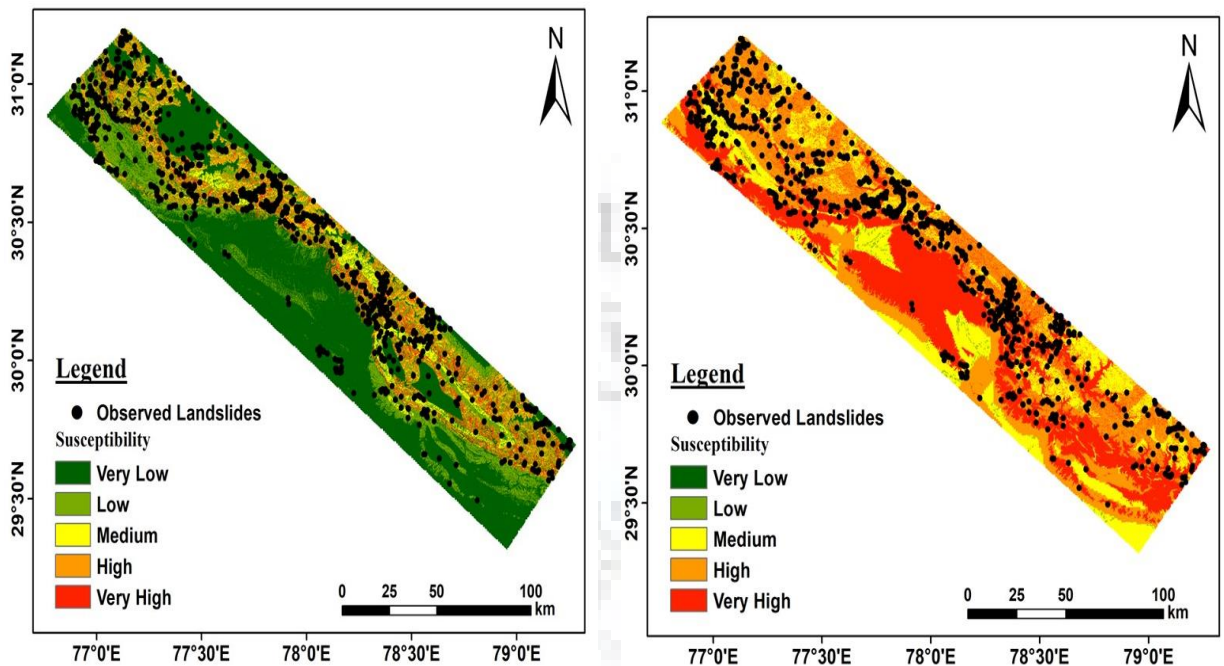 N
31°0'N
30°30'N
30°0'N
29°30'N
Legend
Observed Landslides
Susceptibility
Very Low
Low
Medium
High
Very High
0 25 50 100
km
77°0'E 77°30'E 78°0'E 78°30'E 79°0'E
N
31°0'N
30°30'N
30°0'N
29°30'N
Legend
Observed Landslides
Susceptibility
Very Low
Low
Medium
High
Very High
0 25 50 100
km
77°0'E 77°30'E 78°0'E 78°30'E 79°0'E